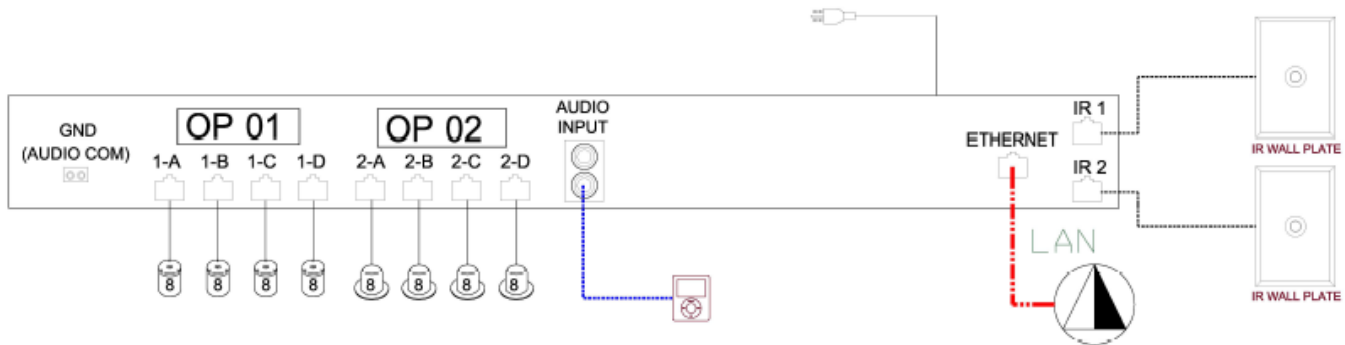 GND
(AUDIO COM)
OP 01
1-A 1-B 1-C 1-D
OP 02
2-A 2-B 2-C 2-D
AUDIO
INPUT
ETHERNET
IR 1
IR 2
IR WALL PLATE
IR WALL PLATE
LAN
8 8 8 8 8 8 8 8